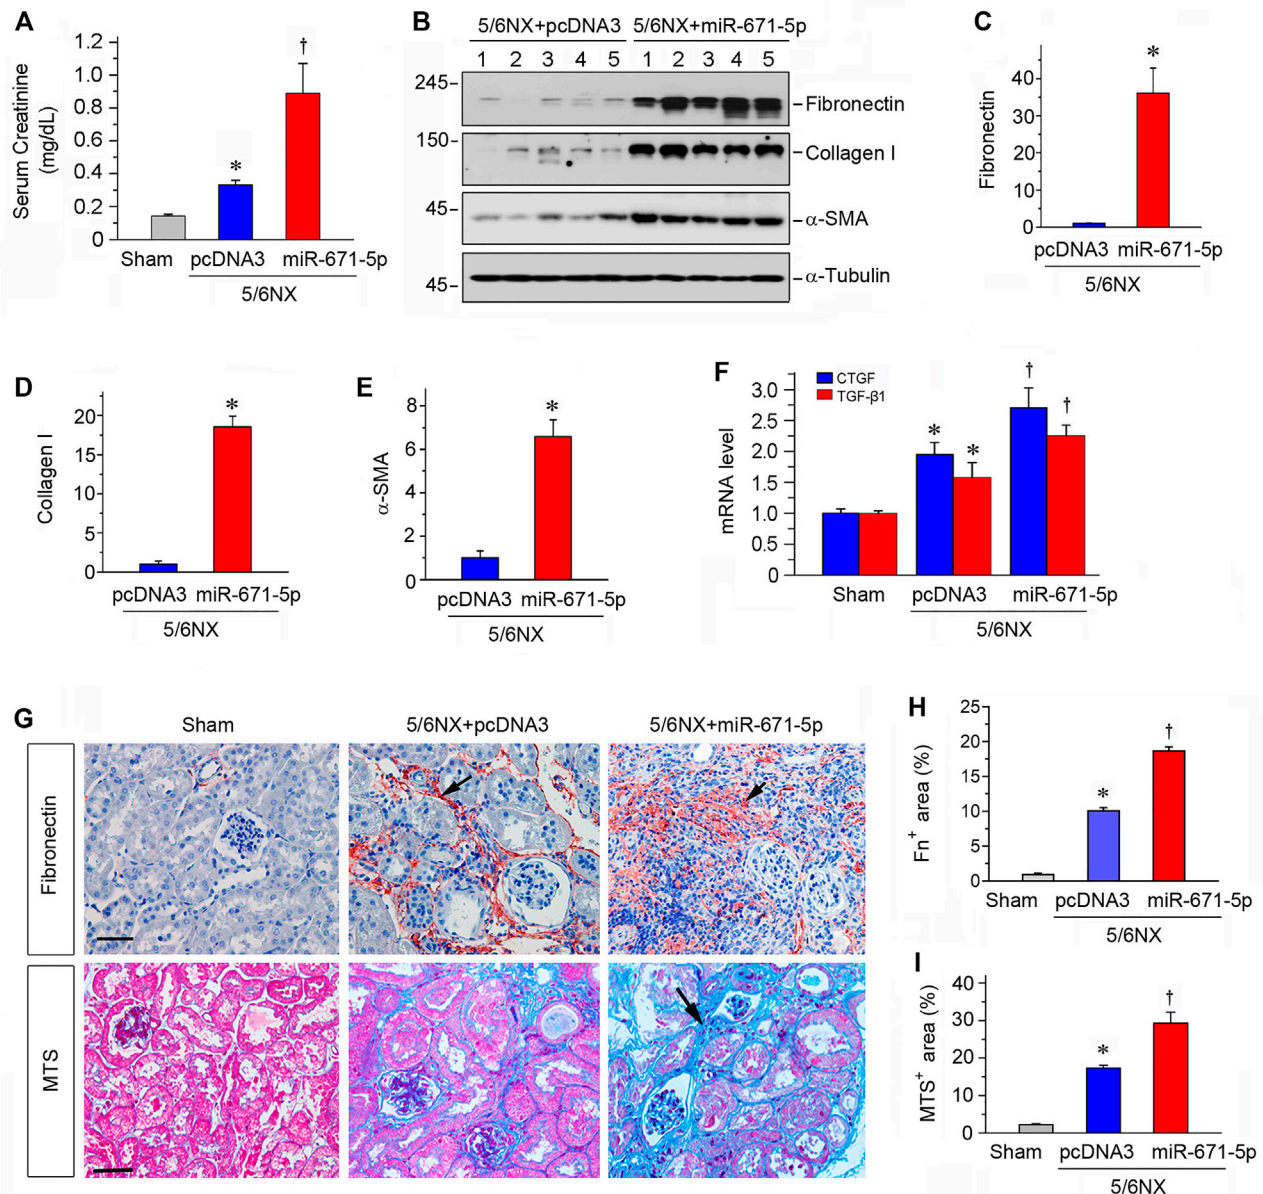 A
Serum Creatinine
(mg/dL)
1.2
1.0
0.8
0.6
0.4
0.2
0
*
†
Sham
pcDNA3
miR-671-5p
5/6NX
B
5/6NX+pcDNA3
5/6NX+miR-671-5p
1 2 3 4 5 1 2 3 4 5
245–
–Fibronectin
150–
–Collagen I
45–
–α-SMA
45–
–α-Tubulin
C
Fibronectin
40
30
20
10
0
*
pcDNA3 miR-671-5p
5/6NX
D
Collagen I
20
15
10
5
0
*
pcDNA3 miR-671-5p
5/6NX
E
α-SMA
8
6
4
2
0
*
pcDNA3 miR-671-5p
5/6NX
F
CTGF
TGF-β1
mRNA level
3.0
2.5
2.0
1.5
1.0
0.5
0
*
*
†
†
Sham
pcDNA3
miR-671-5p
5/6NX
G
Sham
5/6NX+pcDNA3
5/6NX+miR-671-5p
Fibronectin
MTS
H
Fn+ area (%)
25
20
15
10
5
0
*
†
Sham
pcDNA3
miR-671-5p
5/6NX
I
MTS+ area (%)
40
30
20
10
0
*
†
Sham
pcDNA3
miR-671-5p
5/6NX